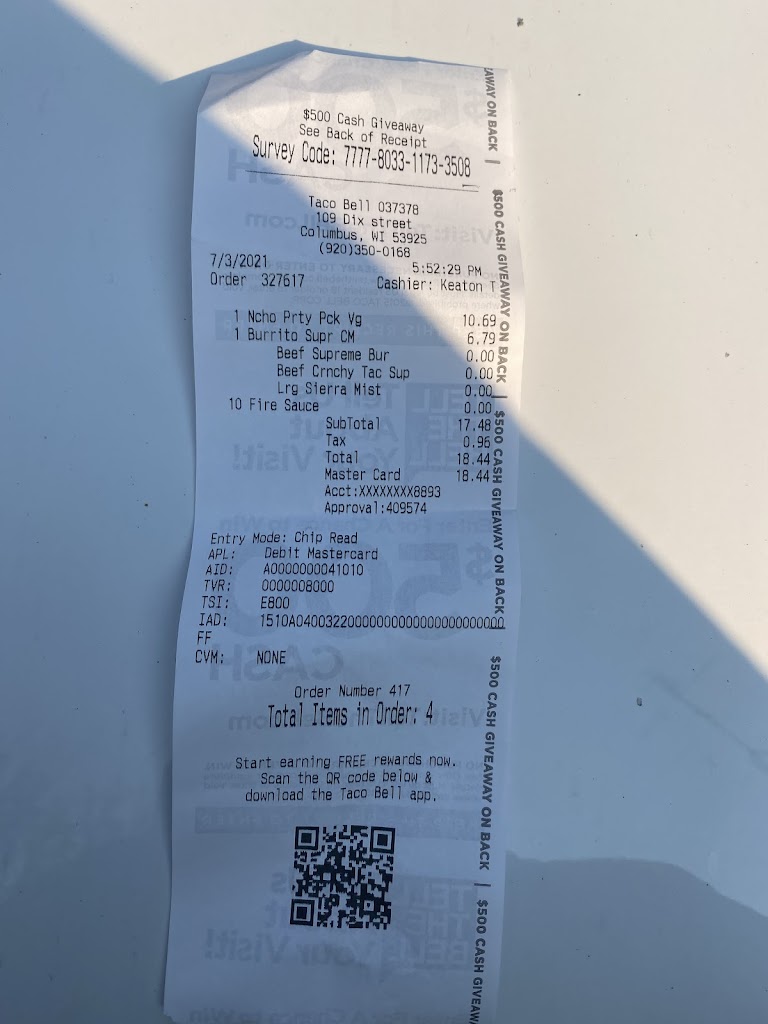 $500 Cash Giveaway
See Back of Receipt
Survey Code: 7777-8033-1173-3508
Taco Bell 037378
109 Dix street
Columbus, WI 53925
(920)350-0168
7/3/2021 5:52:29 PM
Order 327617 Cashier: Keaton T
1 Ncho Prty Pck Vg 10.69
1 Burrito Supr CM 6.79
Beef Supreme Bur 0.00
Beef Crnchy Tac Sup 0.00
Lrg Sierra Mist 0.00
10 Fire Sauce 0.00
SubTotal 17.48
Tax 0.96
Total 18.44
Master Card 18.44
Acct:XXXXXXXX8893
Approval:409574
Entry Mode: Chip Read
APL: Debit Mastercard
AID: A0000000041010
TVR: 0000008000
TSI: E800
IAD:
FF
CVM: NONE
Order Number 417
Total Items in Order: 4
Start earning FREE rewards now.
Scan the QR code below &
download the Taco Bell app.
AWAY ON BACK | $500 CASH GIVEAWAY ON BACK | $500 CASH GIVEAWAY ON BACK | $500 CASH GIVEAWAY ON BACK | $500 CASH GIVEAW